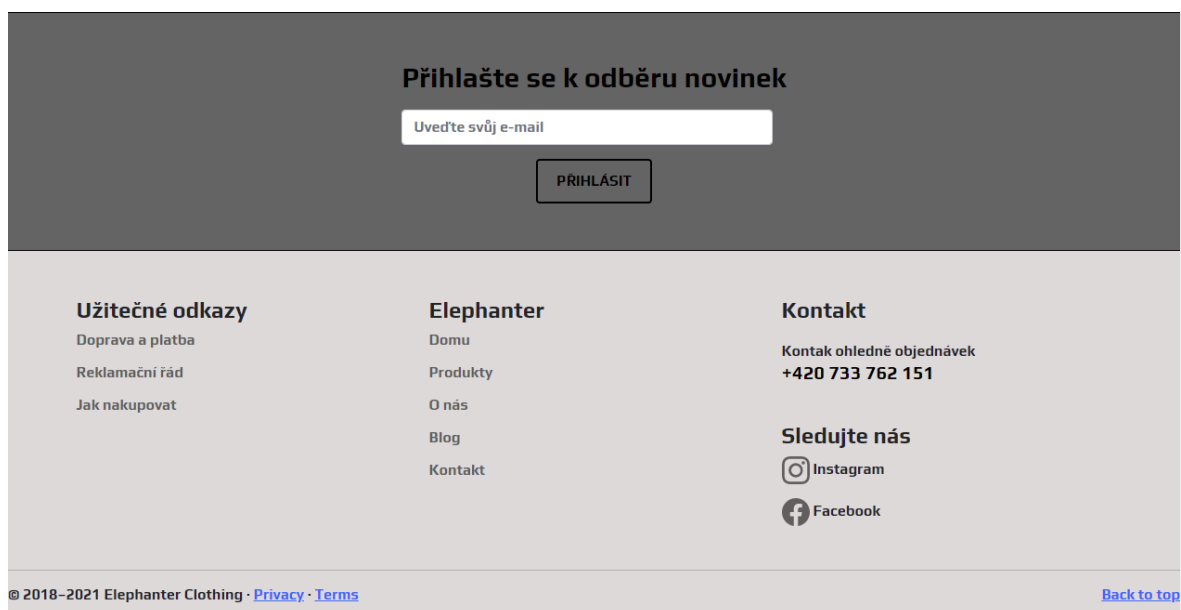 Přihlašte se k odběru novinek
Uveďte svůj e-mail
PŘIHLÁSIT
Užitečné odkazy
Doprava a platba
Reklamační řád
Jak nakupovat
Elephanter
Domu
Produkty
O nás
Blog
Kontakt
Kontakt
Kontak ohledně objednávek
+420 733 762 151
Sledujte nás
Instagram
Facebook
© 2018–2021 Elephanter Clothing · Privacy · Terms
Back to top